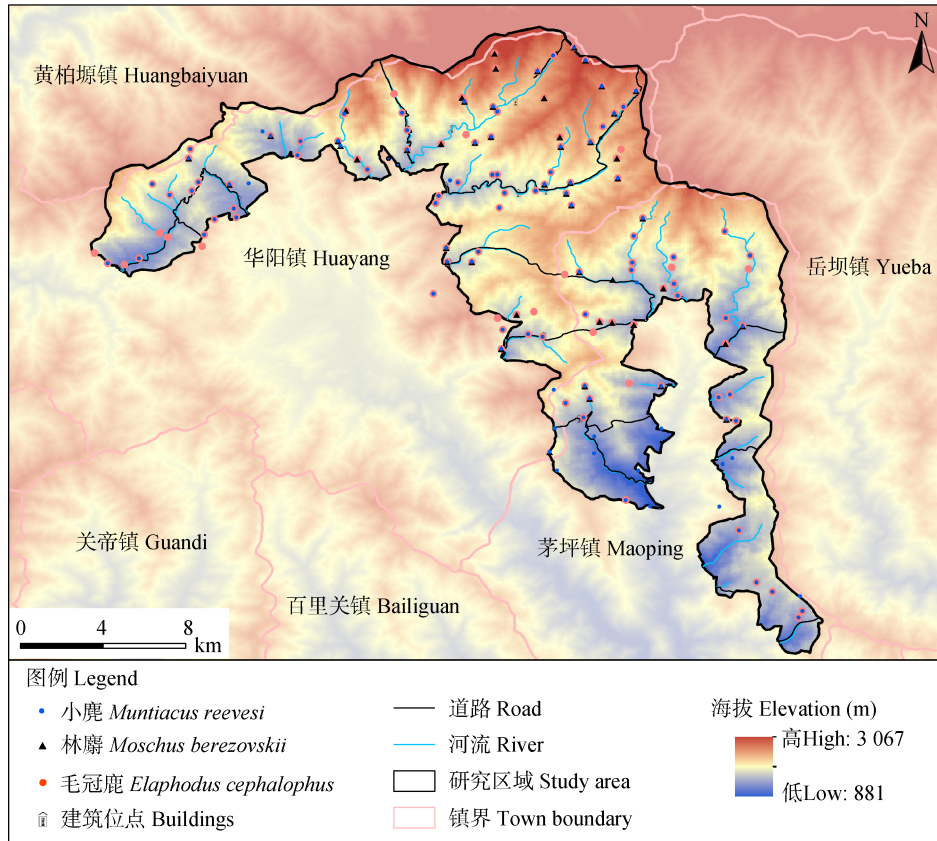 N
黄柏塬镇 Huangbaiyuan
华阳镇 Huayang
岳坝镇 Yueba
关帝镇 Guandi
茅坪镇 Maoping
百里关镇 Bailiguan
0 4 8
km
图例 Legend
小麂 Muntiacus reevesi
林麝 Moschus berezovskii
毛冠鹿 Elaphodus cephalophus
建筑位点 Buildings
道路 Road
河流 River
研究区域 Study area
镇界 Town boundary
海拔 Elevation (m)
高High: 3 067
低Low: 881